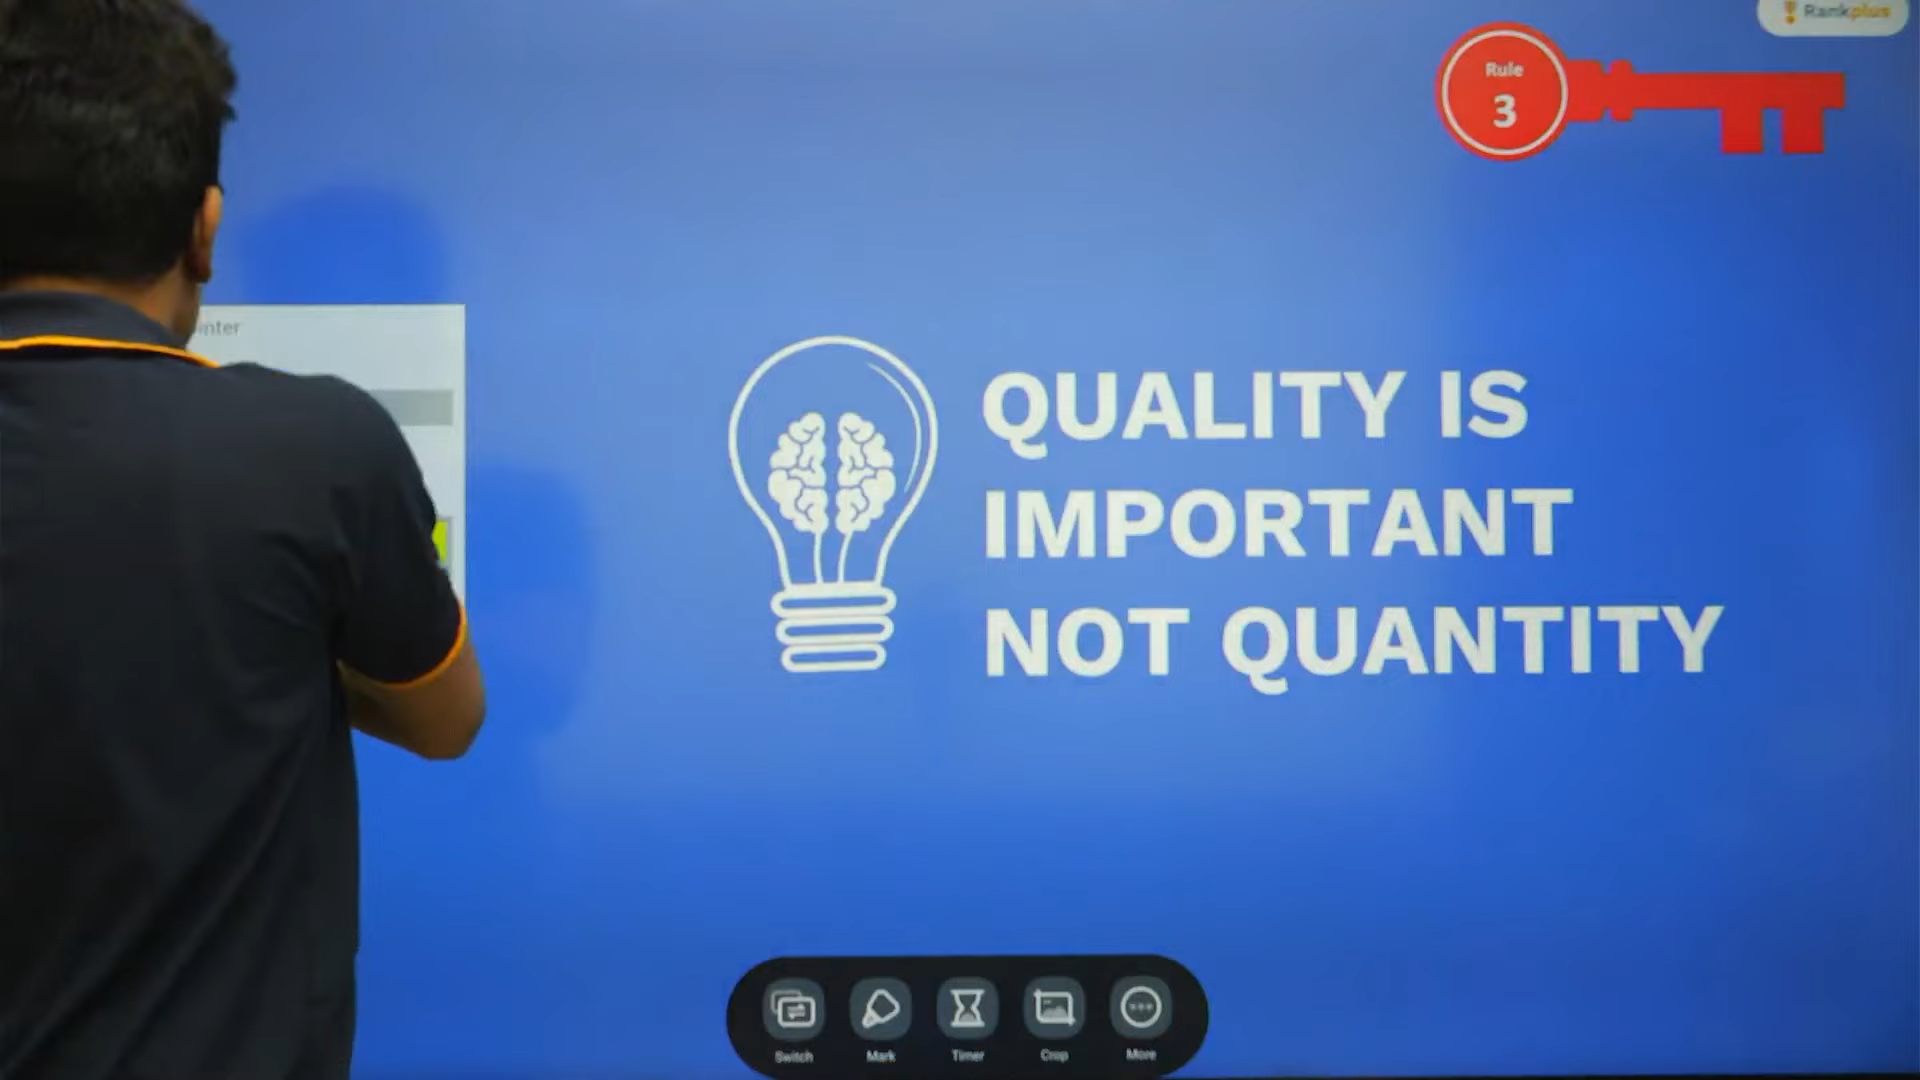 Rankplus
Rule
3
QUALITY IS
IMPORTANT
NOT QUANTITY
Switch
Mark
Timer
Crop
More